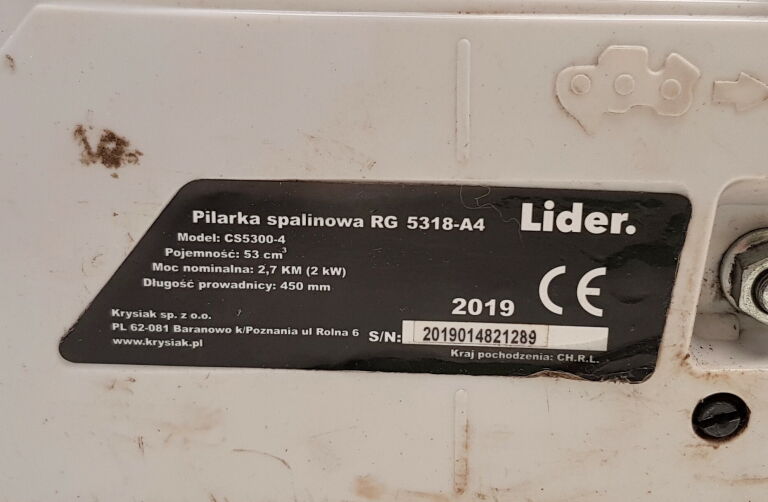 Pilarka spalinowa RG 5318-A4
Lider.
Model: CS5300-4
Pojemność: 53 cm³
Moc nominalna: 2,7 KM (2 kW)
Długość prowadnicy: 450 mm
CE
2019
Krysiak sp. z o.o.
PL 62-081 Baranowo k/Poznania ul Rolna 6
www.krysiak.pl
S/N: 2019014821289
Kraj pochodzenia: CH.R.L.